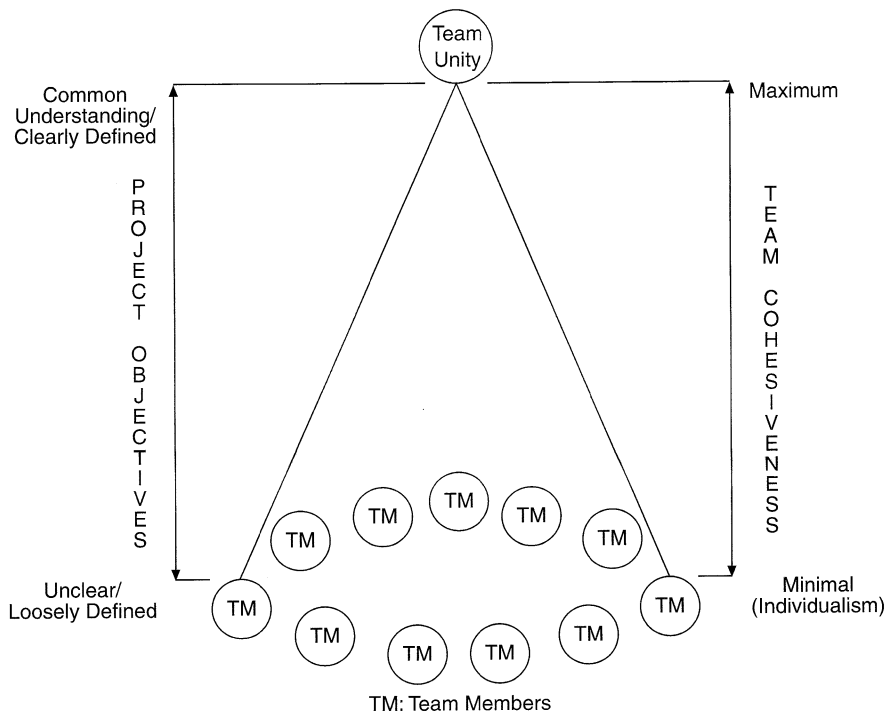 Team
Unity
Common
Understanding/
Clearly Defined
Maximum
PROJECT OBJECTIVES
TEAM COHESIVENESS
TM
TM
TM
TM
TM
Unclear/
Loosely Defined
TM
TM
Minimal
(Individualism)
TM
TM
TM
TM
TM: Team Members